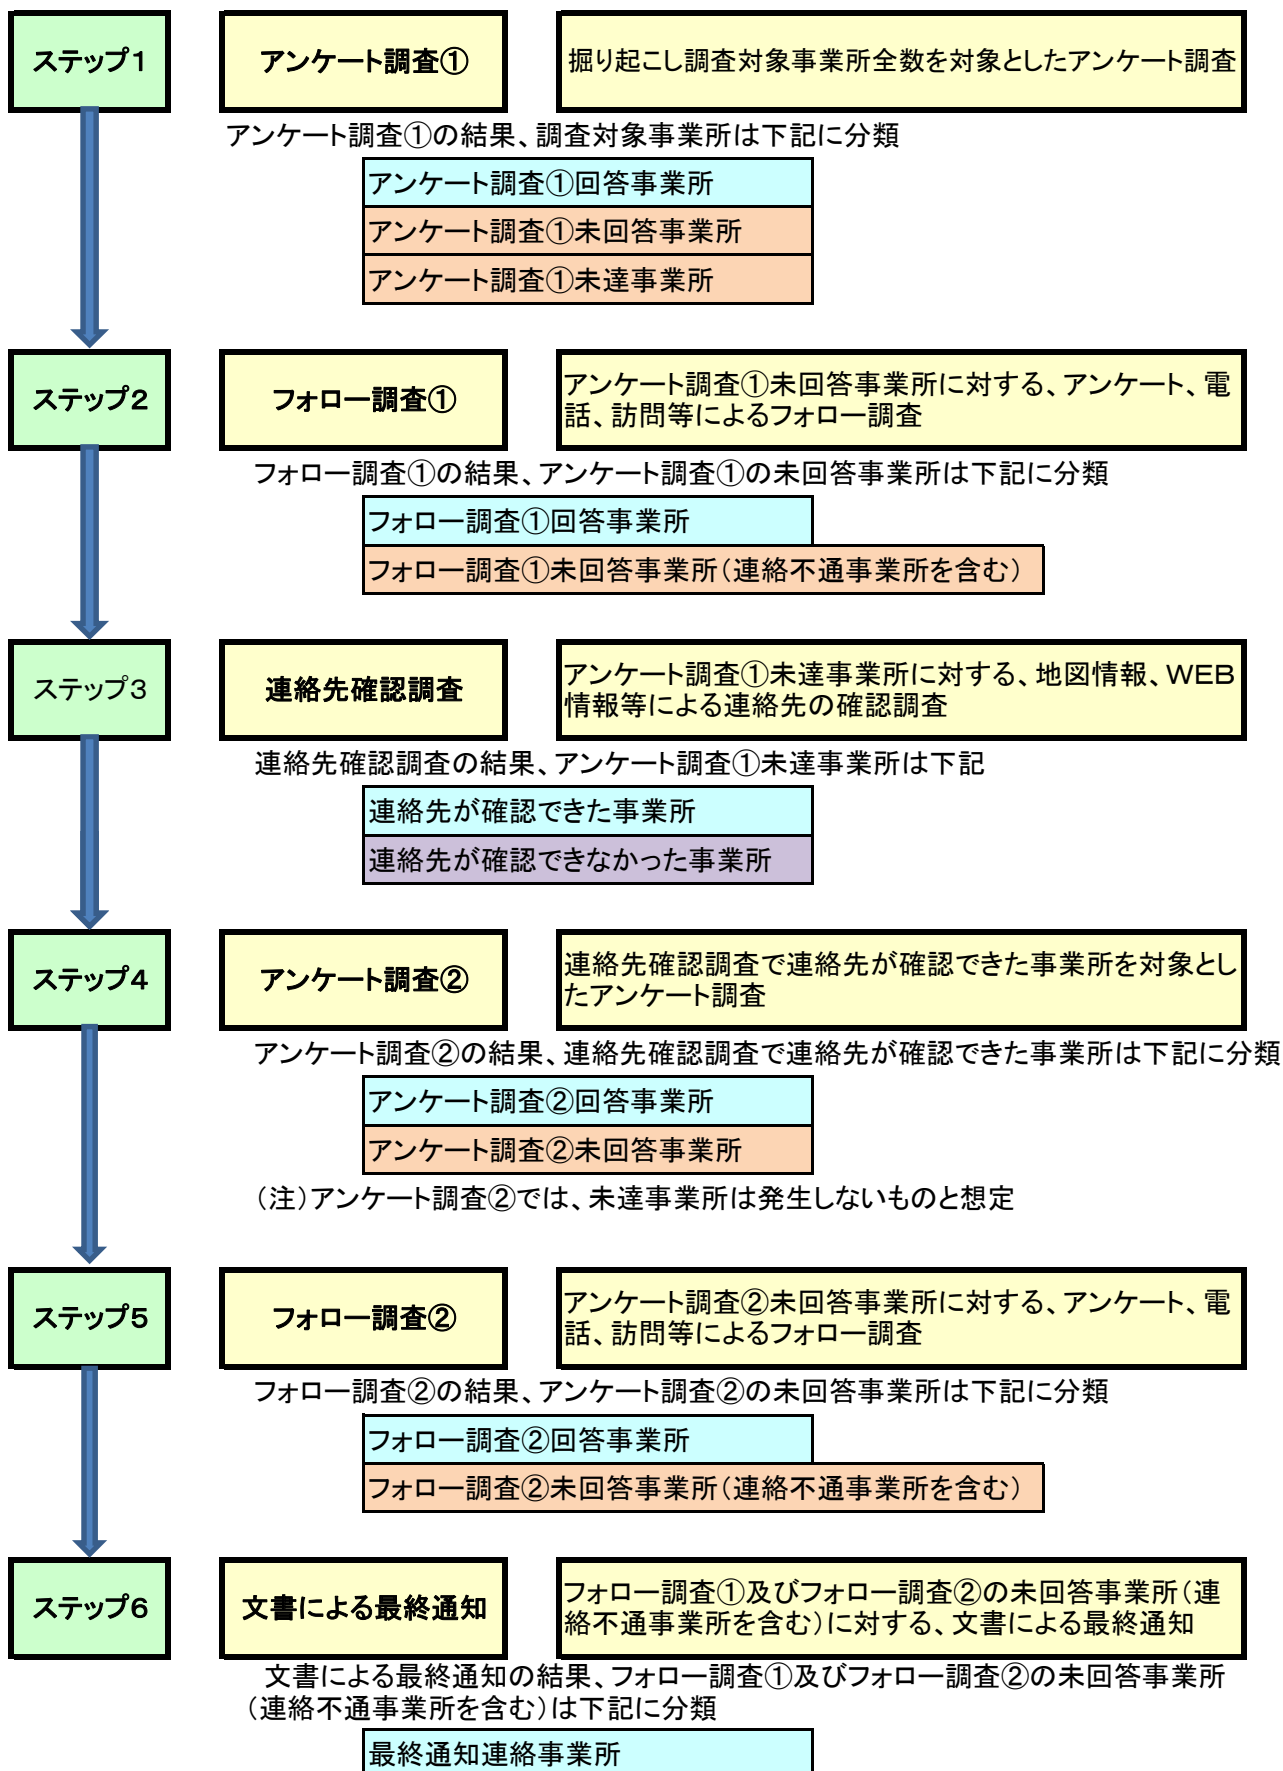 ステップ1
アンケート調査①
掘り起こし調査対象事業所全数を対象としたアンケート調査
アンケート調査①の結果、調査対象事業所は下記に分類
アンケート調査①回答事業所
アンケート調査①未回答事業所
アンケート調査①未達事業所
ステップ2
フォロー調査①
アンケート調査①未回答事業所に対する、アンケート、電
話、訪問等によるフォロー調査
フォロー調査①の結果、アンケート調査①の未回答事業所は下記に分類
フォロー調査①回答事業所
フォロー調査①未回答事業所（連絡不通事業所を含む）
ステップ3
連絡先確認調査
アンケート調査①未達事業所に対する、地図情報、WEB
情報等による連絡先の確認調査
連絡先確認調査の結果、アンケート調査①未達事業所は下記
連絡先が確認できた事業所
連絡先が確認できなかった事業所
ステップ4
アンケート調査②
連絡先確認調査で連絡先が確認できた事業所を対象とし
たアンケート調査
アンケート調査②の結果、連絡先確認調査で連絡先が確認できた事業所は下記に分類
アンケート調査②回答事業所
アンケート調査②未回答事業所
（注）アンケート調査②では、未達事業所は発生しないものと想定
ステップ5
フォロー調査②
アンケート調査②未回答事業所に対する、アンケート、電
話、訪問等によるフォロー調査
フォロー調査②の結果、アンケート調査②の未回答事業所は下記に分類
フォロー調査②回答事業所
フォロー調査②未回答事業所（連絡不通事業所を含む）
ステップ6
文書による最終通知
フォロー調査①及びフォロー調査②の未回答事業所（連
絡不通事業所を含む）に対する、文書による最終通知
文書による最終通知の結果、フォロー調査①及びフォロー調査②の未回答事業所
（連絡不通事業所を含む）は下記に分類
最終通知連絡事業所